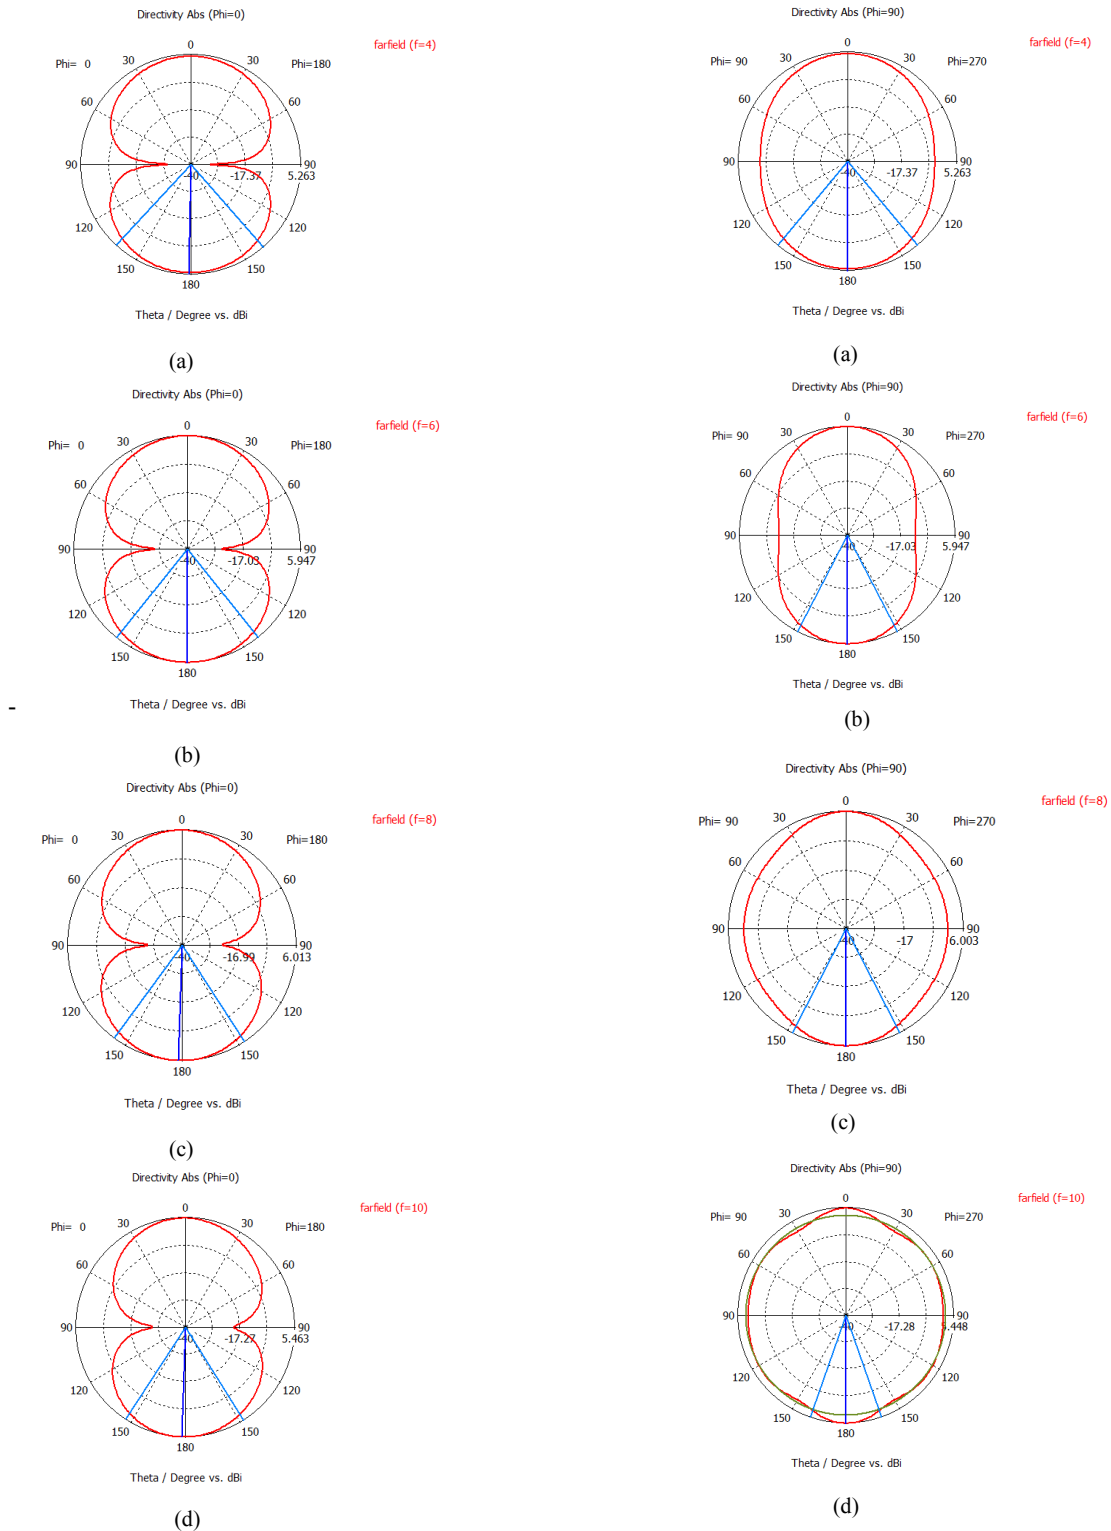 Directivity Abs (Phi=0)
farfield (f=4)
Phi= 0 30 0 30 Phi=180
60 60
90 90
-40 -17.37 5.263
120 120
150 150
180
Theta / Degree vs. dBi
(a)
Directivity Abs (Phi=90)
farfield (f=4)
Phi= 90 30 0 30 Phi=270
60 60
90 90
-40 -17.37 5.263
120 120
150 150
180
Theta / Degree vs. dBi
(a)
Directivity Abs (Phi=0)
farfield (f=6)
Phi= 0 30 0 30 Phi=180
60 60
90 90
-40 -17.03 5.947
120 120
150 150
180
Theta / Degree vs. dBi
-
(b)
Directivity Abs (Phi=90)
farfield (f=6)
Phi= 90 30 0 30 Phi=270
60 60
90 90
-40 -17.03 5.947
120 120
150 150
180
Theta / Degree vs. dBi
(b)
Directivity Abs (Phi=0)
farfield (f=8)
Phi= 0 30 0 30 Phi=180
60 60
90 90
-40 -16.99 6.013
120 120
150 150
180
Theta / Degree vs. dBi
(c)
Directivity Abs (Phi=90)
farfield (f=8)
Phi= 90 30 0 30 Phi=270
60 60
90 90
-40 -17 6.003
120 120
150 150
180
Theta / Degree vs. dBi
(c)
Directivity Abs (Phi=0)
farfield (f=10)
Phi= 0 30 0 30 Phi=180
60 60
90 90
-40 -17.27 5.463
120 120
150 150
180
Theta / Degree vs. dBi
(d)
Directivity Abs (Phi=90)
farfield (f=10)
Phi= 90 30 0 30 Phi=270
60 60
90 90
-40 -17.28 5.448
120 120
150 150
180
Theta / Degree vs. dBi
(d)